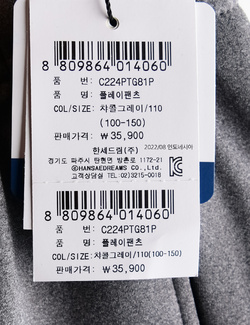 8 809864 014060
품 번 : C224PTG81P
품 명 : 플레이팬츠
COL/SIZE: 챠콜그레이/110
(100-150)
판매가격: ₩ 35,900
2022/08 인도네시아
한세드림(주)
경기도 파주시 탄현면 방촌로 1172-21
ⓒHANSAEDREAMS CO., LTD.
고객상담실 TEL:02)3215-0018
8 809864 014060
품 번 : C224PTG81P
품 명 : 플레이팬츠
COL/SIZE: 챠콜그레이/110(100-150)
판매가격: ₩ 35,900